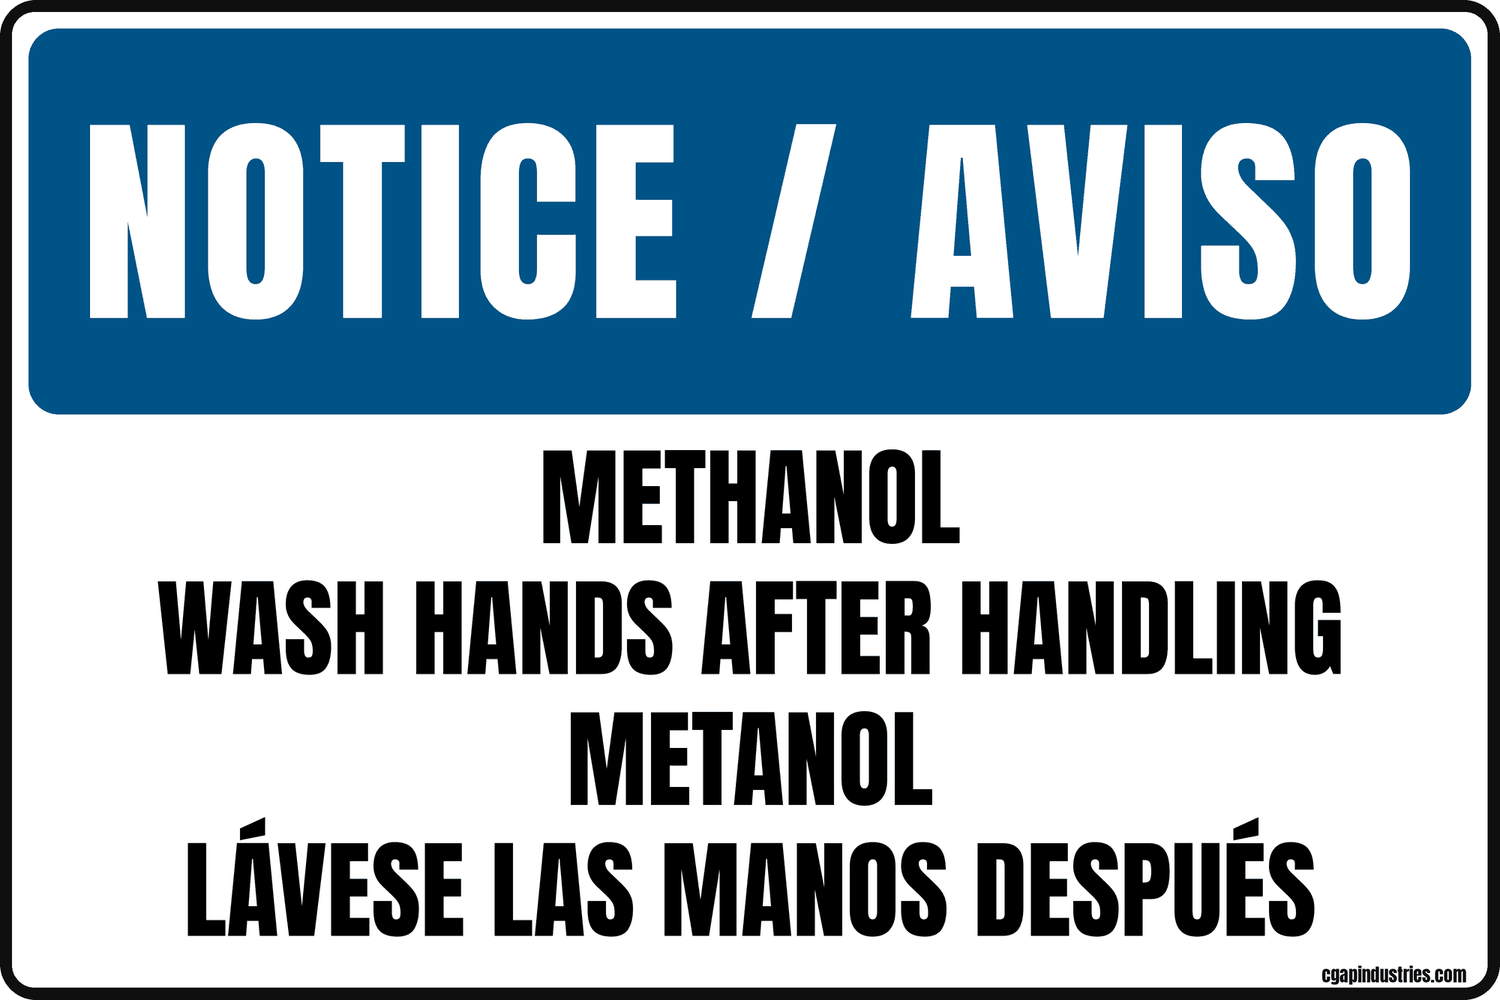 NOTICE / AVISO
METHANOL
WASH HANDS AFTER HANDLING
METANOL
LÁVESE LAS MANOS DESPUÉS
cgapindustries.com